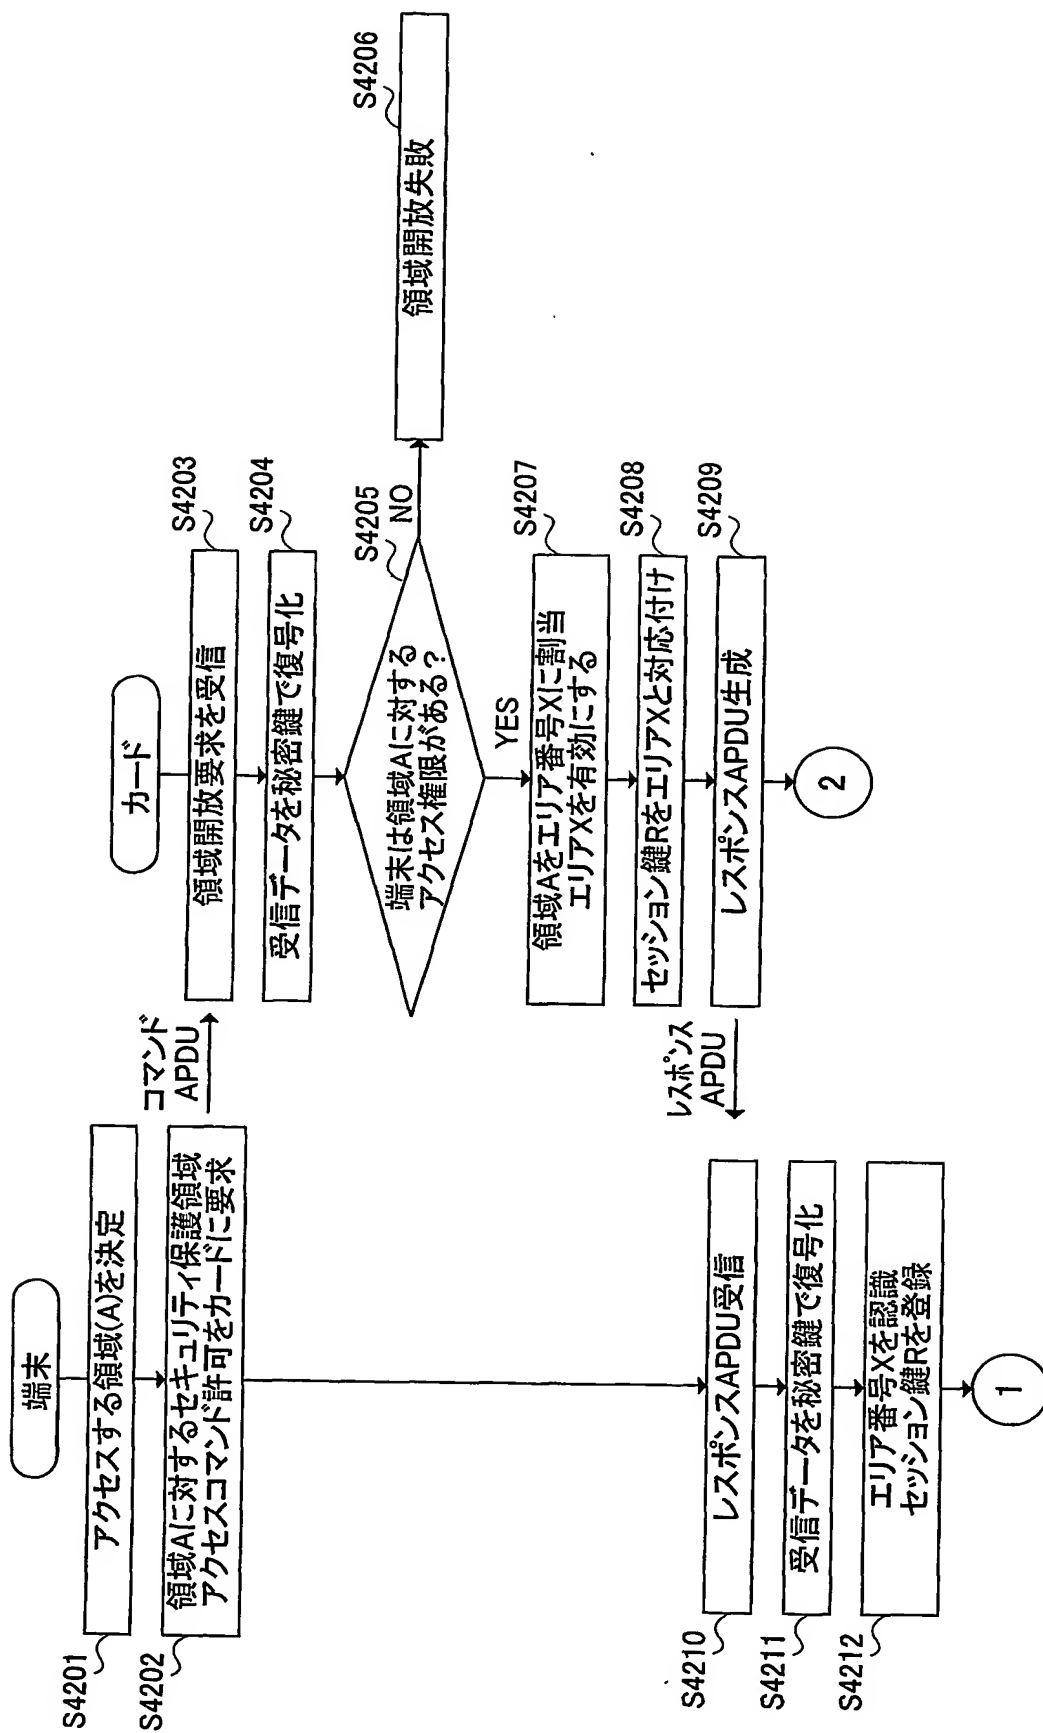 端末
S4201
アクセスする領域(A)を決定
S4202
領域Aに対するセキュリティ保護領域
アクセスコマンド許可をカードに要求
コマンド
APDU
カード
S4203
領域開放要求を受信
S4204
受信データを秘密鍵で復号化
S4205
端末は領域Aに対する
アクセス権限がある?
NO
S4206
領域開放失敗
YES
S4207
領域Aをエリア番号Xに割当
エリアXを有効にする
S4208
セッション鍵RをエリアXと対応付け
S4209
レスポンスAPDU生成
2
レスポンス
APDU
S4210
レスポンスAPDU受信
S4211
受信データを秘密鍵で復号化
S4212
エリア番号Xを認識
セッション鍵Rを登録
1